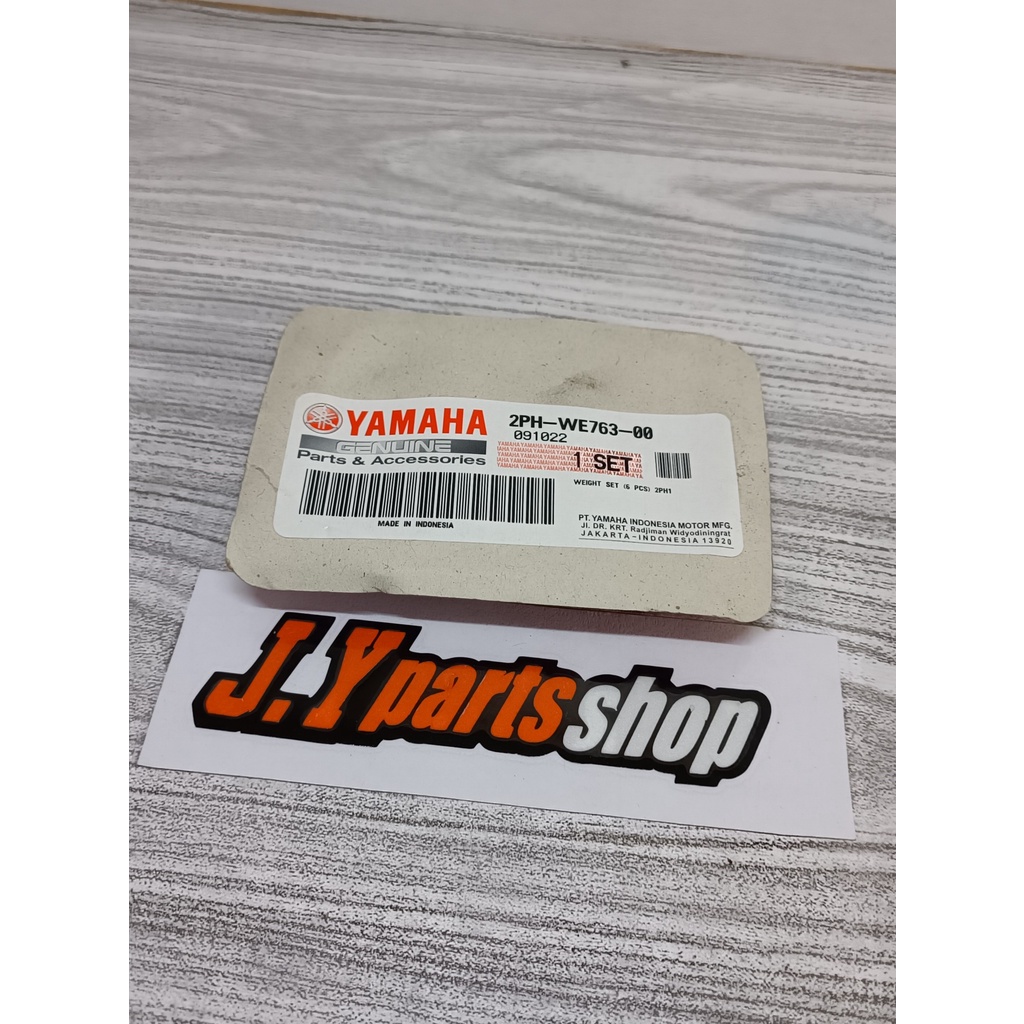 YAMAHA
GENUINE
Parts & Accessories
MADE IN INDONESIA
2PH-WE763-00
091022
1 SET
WEIGHT SET (6 PCS) 2PH1
PT. YAMAHA INDONESIA MOTOR MFG.
Jl. DR. KRT. Radjiman Widyodiningrat
JAKARTA-INDONESIA 13920
J.Y partsshop